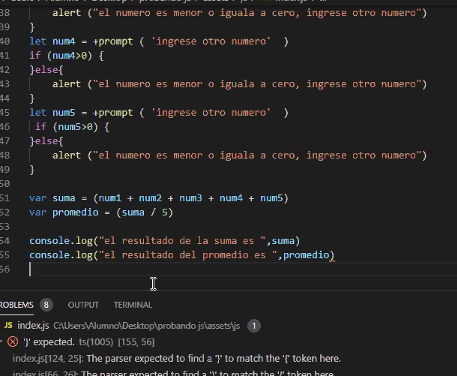 38 alert ("el numero es menor o iguala a cero, ingrese otro numero")
39 }
40 let num4 = +prompt ( 'ingrese otro numero'  )
41 if (num4>0) {
42 }else{
43 alert ("el numero es menor o iguala a cero, ingrese otro numero")
44 }
45 let num5 = +prompt ( 'ingrese otro numero'  )
46 if (num5>0) {
47 }else{
48 alert ("el numero es menor o iguala a cero, ingrese otro numero")
49 }
50
51 var suma = (num1 + num2 + num3 + num4 + num5)
52 var promedio = (suma / 5)
53
54 console.log("el resultado de la suma es ",suma)
55 console.log("el resultado del promedio es ",promedio)
56
ROBLEMS 8 OUTPUT TERMINAL
JS index.js C:\Users\Alumno\Desktop\probando js\assets\js 1
'}' expected. ts(1005) [155, 56]
index.js[124, 25]: The parser expected to find a '}' to match the '{' token here.
index.js[66, 26]: The parser expected to find a '}' to match the '{' token here.